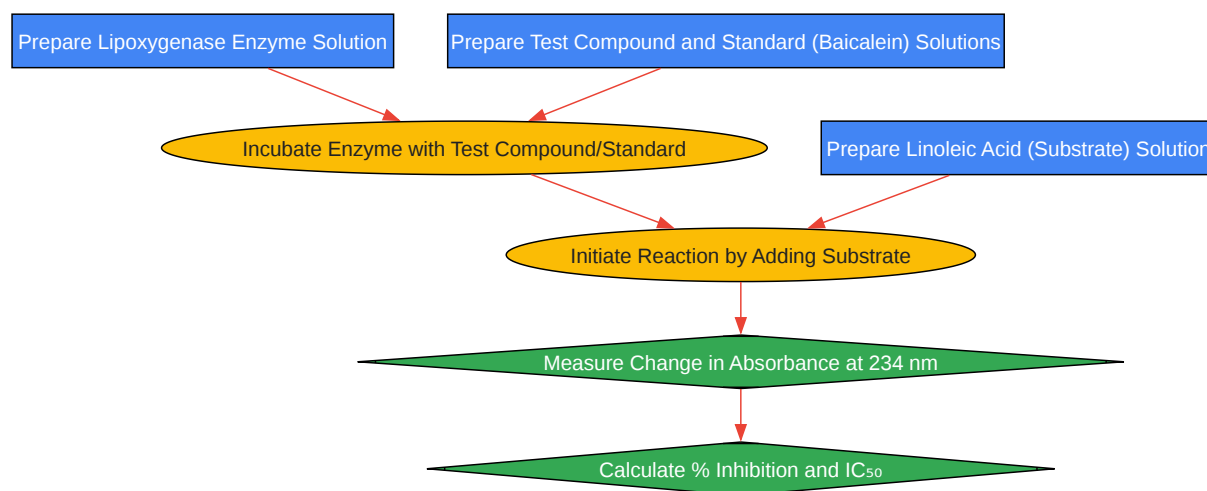 Prepare Lipoxygenase Enzyme Solution
Prepare Test Compound and Standard (Baicalein) Solutions
Incubate Enzyme with Test Compound/Standard
Prepare Linoleic Acid (Substrate) Solution
Initiate Reaction by Adding Substrate
Measure Change in Absorbance at 234 nm
Calculate % Inhibition and IC₅₀